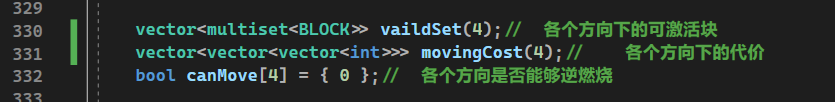 329
330 vector<multiset<BLOCK>> vaildSet(4);// 各个方向下的可激活块
331 vector<vector<vector<int>>> movingCost(4);// 各个方向下的代价
332 bool canMove[4] = { 0 };// 各个方向是否能够逆燃烧
333